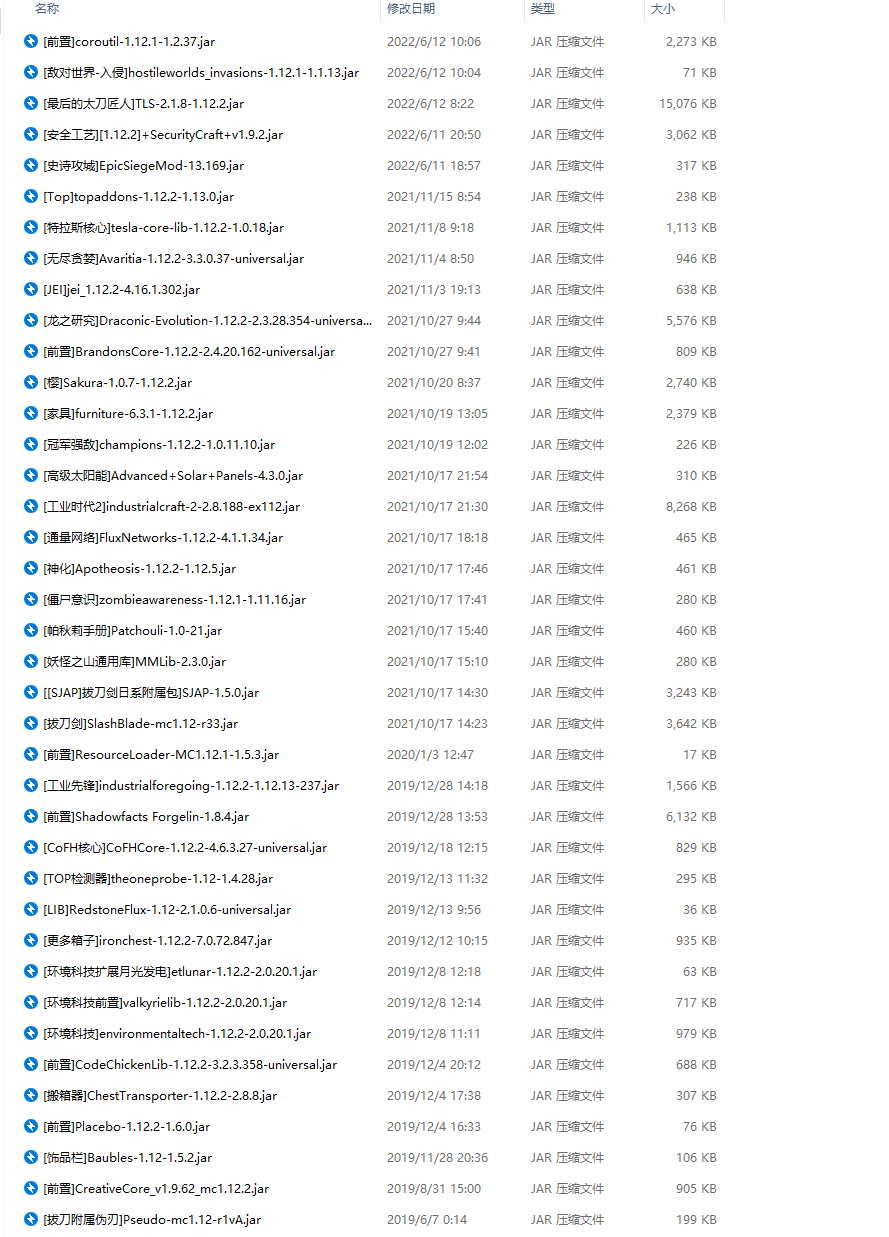 名称 修改日期 类型 大小
[前置]coroutil-1.12.1-1.2.37.jar 2022/6/12 10:06 JAR 压缩文件 2,273 KB
[敌对世界-入侵]hostileworlds_invasions-1.12.1-1.1.13.jar 2022/6/12 10:04 JAR 压缩文件 71 KB
[最后的太刀匠人]TLS-2.1.8-1.12.2.jar 2022/6/12 8:22 JAR 压缩文件 15,076 KB
[安全工艺][1.12.2]+SecurityCraft+v1.9.2.jar 2022/6/11 20:50 JAR 压缩文件 3,062 KB
[史诗攻城]EpicSiegeMod-13.169.jar 2022/6/11 18:57 JAR 压缩文件 317 KB
[Top]topaddons-1.12.2-1.13.0.jar 2021/11/15 8:54 JAR 压缩文件 238 KB
[特拉斯核心]tesla-core-lib-1.12.2-1.0.18.jar 2021/11/8 9:18 JAR 压缩文件 1,113 KB
[无尽贪婪]Avaritia-1.12.2-3.3.0.37-universal.jar 2021/11/4 8:50 JAR 压缩文件 946 KB
[JEI]jei_1.12.2-4.16.1.302.jar 2021/11/3 19:13 JAR 压缩文件 638 KB
[龙之研究]Draconic-Evolution-1.12.2-2.3.28.354-universa... 2021/10/27 9:44 JAR 压缩文件 5,576 KB
[前置]BrandonsCore-1.12.2-2.4.20.162-universal.jar 2021/10/27 9:41 JAR 压缩文件 809 KB
[樱]Sakura-1.0.7-1.12.2.jar 2021/10/20 8:37 JAR 压缩文件 2,740 KB
[家具]furniture-6.3.1-1.12.2.jar 2021/10/19 13:05 JAR 压缩文件 2,379 KB
[冠军强敌]champions-1.12.2-1.0.11.10.jar 2021/10/19 12:02 JAR 压缩文件 226 KB
[高级太阳能]Advanced+Solar+Panels-4.3.0.jar 2021/10/17 21:54 JAR 压缩文件 310 KB
[工业时代2]industrialcraft-2-2.8.188-ex112.jar 2021/10/17 21:30 JAR 压缩文件 8,268 KB
[通量网络]FluxNetworks-1.12.2-4.1.1.34.jar 2021/10/17 18:18 JAR 压缩文件 465 KB
[神化]Apotheosis-1.12.2-1.12.5.jar 2021/10/17 17:46 JAR 压缩文件 461 KB
[僵尸意识]zombieawareness-1.12.1-1.11.16.jar 2021/10/17 17:41 JAR 压缩文件 280 KB
[帕秋莉手册]Patchouli-1.0-21.jar 2021/10/17 15:40 JAR 压缩文件 460 KB
[妖怪之山通用库]MMLib-2.3.0.jar 2021/10/17 15:10 JAR 压缩文件 280 KB
[[SJAP]拔刀剑日系附属包]SJAP-1.5.0.jar 2021/10/17 14:30 JAR 压缩文件 3,243 KB
[拔刀剑]SlashBlade-mc1.12-r33.jar 2021/10/17 14:23 JAR 压缩文件 3,642 KB
[前置]ResourceLoader-MC1.12.1-1.5.3.jar 2020/1/3 12:47 JAR 压缩文件 17 KB
[工业先锋]industrialforegoing-1.12.2-1.12.13-237.jar 2019/12/28 14:18 JAR 压缩文件 1,566 KB
[前置]Shadowfacts Forgelin-1.8.4.jar 2019/12/28 13:53 JAR 压缩文件 6,132 KB
[CoFH核心]CoFHCore-1.12.2-4.6.3.27-universal.jar 2019/12/18 12:15 JAR 压缩文件 829 KB
[TOP检测器]theoneprobe-1.12-1.4.28.jar 2019/12/13 11:32 JAR 压缩文件 295 KB
[LIB]RedstoneFlux-1.12-2.1.0.6-universal.jar 2019/12/13 9:56 JAR 压缩文件 36 KB
[更多箱子]ironchest-1.12.2-7.0.72.847.jar 2019/12/12 10:15 JAR 压缩文件 935 KB
[环境科技扩展月光发电]etlunar-1.12.2-2.0.20.1.jar 2019/12/8 12:18 JAR 压缩文件 63 KB
[环境科技前置]valkyrielib-1.12.2-2.0.20.1.jar 2019/12/8 12:14 JAR 压缩文件 717 KB
[环境科技]environmentaltech-1.12.2-2.0.20.1.jar 2019/12/8 11:11 JAR 压缩文件 979 KB
[前置]CodeChickenLib-1.12.2-3.2.3.358-universal.jar 2019/12/4 20:12 JAR 压缩文件 688 KB
[搬箱器]ChestTransporter-1.12.2-2.8.8.jar 2019/12/4 17:38 JAR 压缩文件 307 KB
[前置]Placebo-1.12.2-1.6.0.jar 2019/12/4 16:33 JAR 压缩文件 76 KB
[饰品栏]Baubles-1.12-1.5.2.jar 2019/11/28 20:36 JAR 压缩文件 106 KB
[前置]CreativeCore_v1.9.62_mc1.12.2.jar 2019/8/31 15:00 JAR 压缩文件 905 KB
[拔刀附属伪刃]Pseudo-mc1.12-r1vA.jar 2019/6/7 0:14 JAR 压缩文件 199 KB